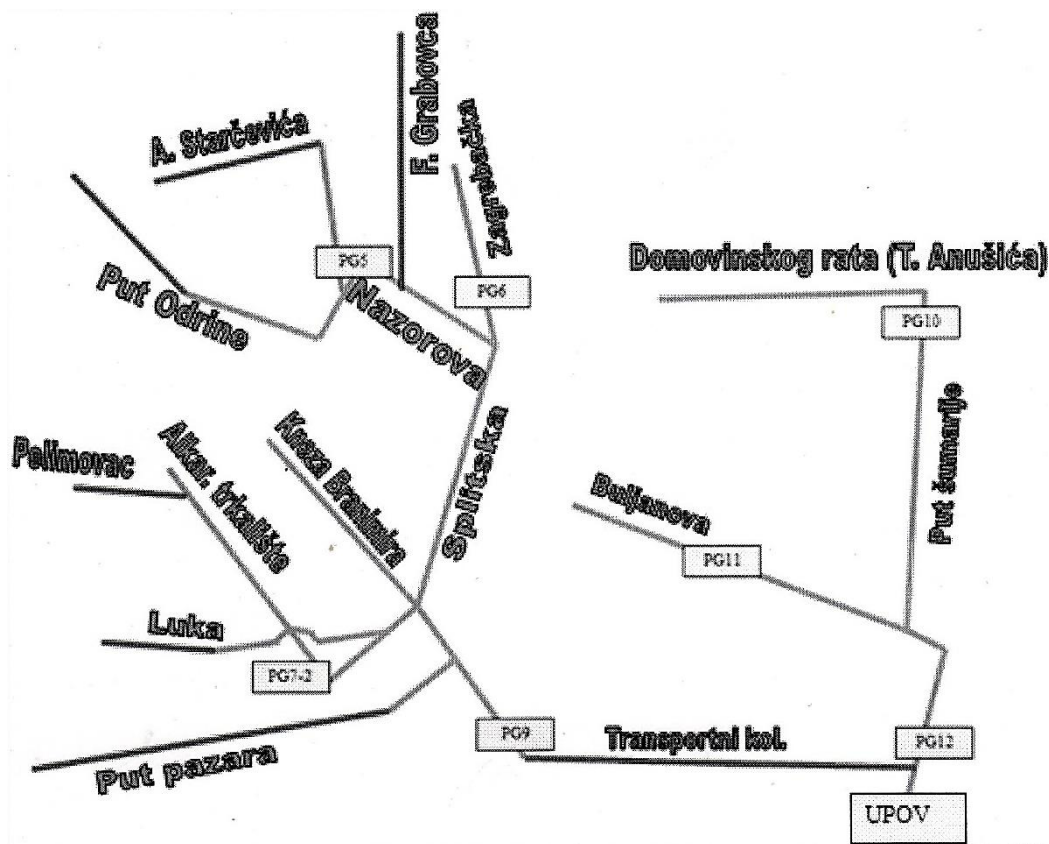 F. Grabovca
A. Starčevića
Zagrebačka
PG5
PG6
Put Odrine
Nazorova
Domovinskog rata (T. Anušića)
PG10
Put šumarije
Splitska
Kneza Branimira
Alkar. trkalište
Pelimovac
Buljanova
PG11
Luka
PG7-2
PG9
Transportni kol.
PG12
Put pazara
UPOV